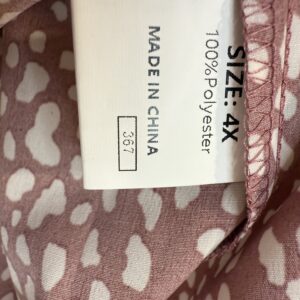 SIZE: 4X
100%Polyester
MADE IN CHINA
367